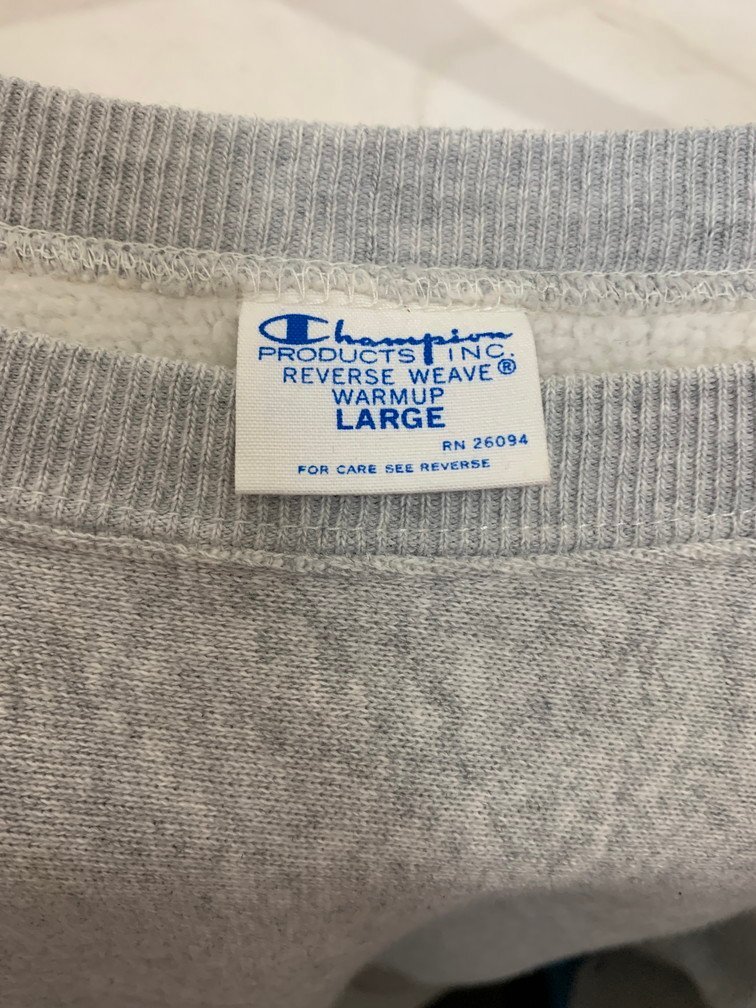 Champion
PRODUCTS INC.
REVERSE WEAVE®
WARMUP
LARGE
RN 26094
FOR CARE SEE REVERSE